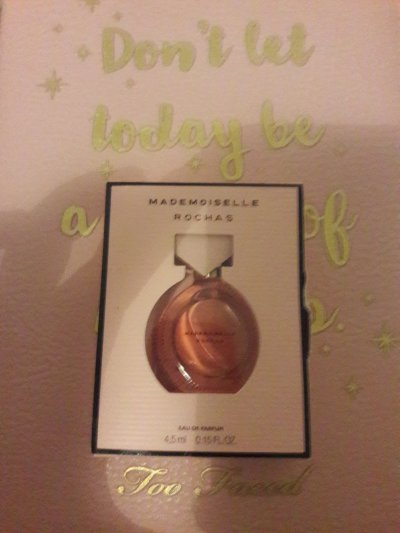 Don't let
today be
a of
MADEMOISELLE
ROCHAS
EAU DE PARFUM
4,5 ml 0.15 FL.OZ.
Too Faced